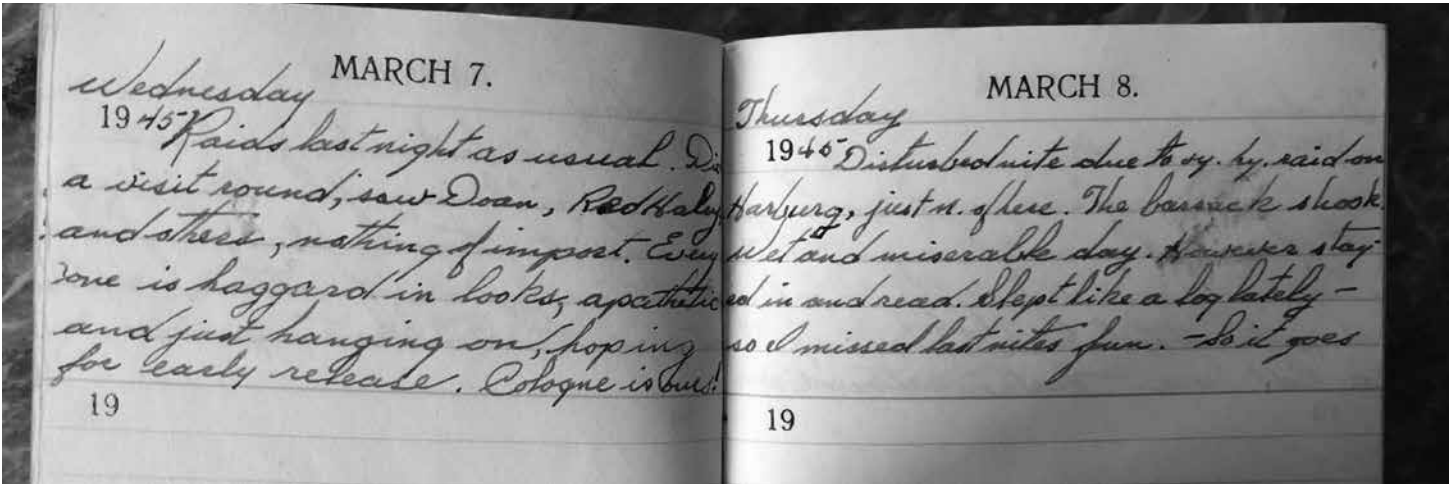 MARCH 7.
Wednesday
1945 Raids last night as usual. Did
a visit round, saw Doan, Red
and others, nothing of import. Every
one is haggard in looks, apathetic
and just hanging on, hoping
for early release. Cologne is ours!
19
MARCH 8.
Thursday
1945 Disturbed nite due to vy. hy. raid on
Harburg, just n. of here. The barrack shook.
Wet and miserable day. However stay-
ed in and read. Slept like a log lately –
so I missed last nites fun. – So it goes
19